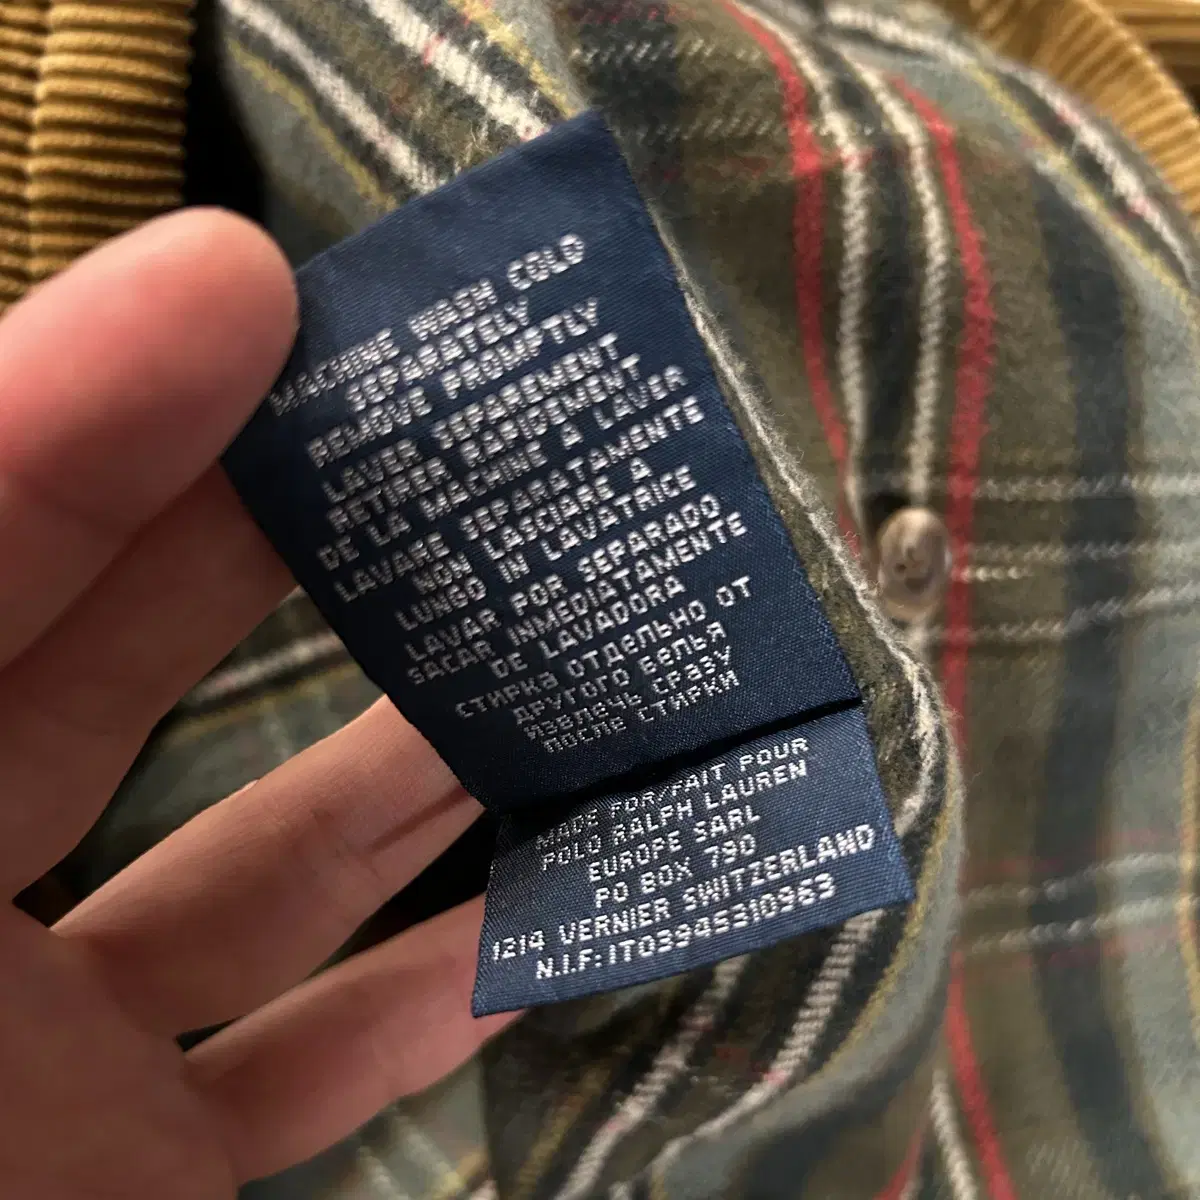 MACHINE WASH COLD
SEPARATELY
REMOVE PROMPTLY
LAVER SEPAREMENT
RETIRER RAPIDEMENT
DE LA MACHINE A LAVER
LAVARE SEPARATAMENTE
NON LASCIARE A
LUNGO IN LAVATRICE
LAVAR POR SEPARADO
SACAR INMEDIATAMENTE
DE LAVADORA
СТИРКА ОТДЕЛЬНО ОТ
ДРУГОГО БЕЛЬЯ
ИЗВЛЕЧЬ СРАЗУ
ПОСЛЕ СТИРКИ
MADE FOR/FAIT POUR
POLO RALPH LAUREN
EUROPE SARL
PO BOX 790
1214 VERNIER SWITZERLAND
N.I.F: IT03945310963